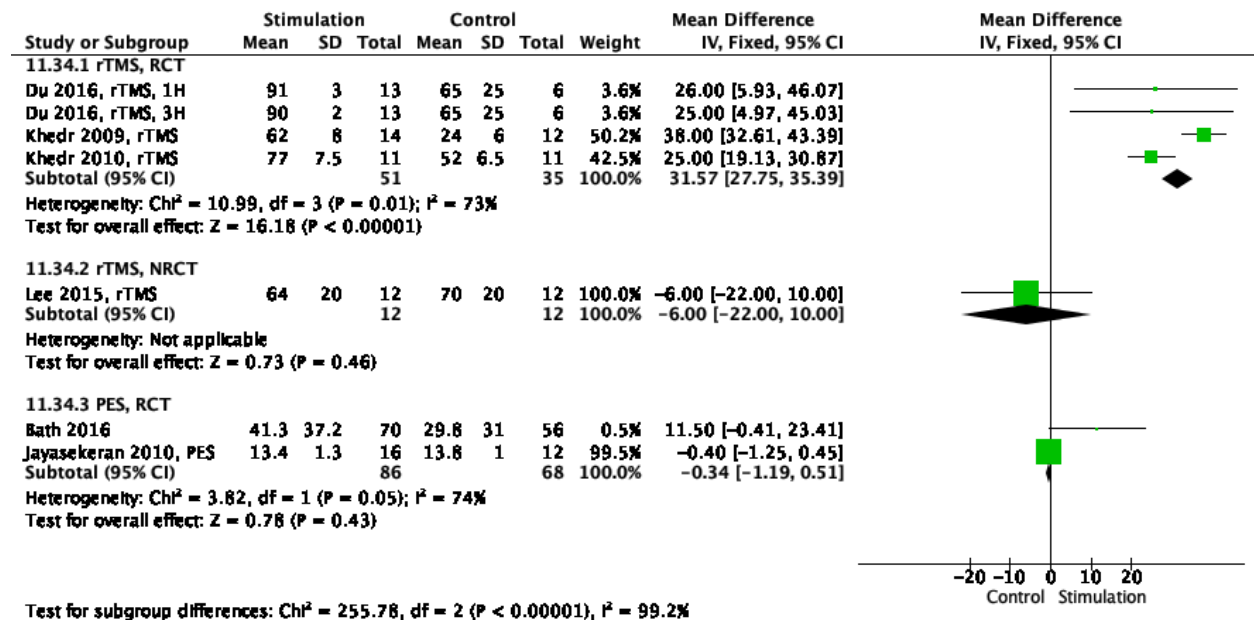 Stimulation Control Mean Difference Mean Difference
Study or Subgroup Mean SD Total Mean SD Total Weight IV, Fixed, 95% CI IV, Fixed, 95% CI
11.34.1 rTMS, RCT
Du 2016, rTMS, 1H 91 3 13 65 25 6 3.6% 26.00 [5.93, 46.07]
Du 2016, rTMS, 3H 90 2 13 65 25 6 3.6% 25.00 [4.97, 45.03]
Khedr 2009, rTMS 62 8 14 24 6 12 50.2% 38.00 [32.61, 43.39]
Khedr 2010, rTMS 77 7.5 11 52 6.5 11 42.5% 25.00 [19.13, 30.87]
Subtotal (95% CI) 51 35 100.0% 31.57 [27.75, 35.39]
Heterogeneity: Chi² = 10.99, df = 3 (P = 0.01); I² = 73%
Test for overall effect: Z = 16.18 (P < 0.00001)
11.34.2 rTMS, NRCT
Lee 2015, rTMS 64 20 12 70 20 12 100.0% −6.00 [−22.00, 10.00]
Subtotal (95% CI) 12 12 100.0% −6.00 [−22.00, 10.00]
Heterogeneity: Not applicable
Test for overall effect: Z = 0.73 (P = 0.46)
11.34.3 PES, RCT
Bath 2016 41.3 37.2 70 29.8 31 56 0.5% 11.50 [−0.41, 23.41]
Jayasekeran 2010, PES 13.4 1.3 16 13.8 1 12 99.5% −0.40 [−1.25, 0.45]
Subtotal (95% CI) 86 68 100.0% −0.34 [−1.19, 0.51]
Heterogeneity: Chi² = 3.82, df = 1 (P = 0.05); I² = 74%
Test for overall effect: Z = 0.78 (P = 0.43)
−20 −10 0 10 20
Control Stimulation
Test for subgroup differences: Chi² = 255.78, df = 2 (P < 0.00001), I² = 99.2%